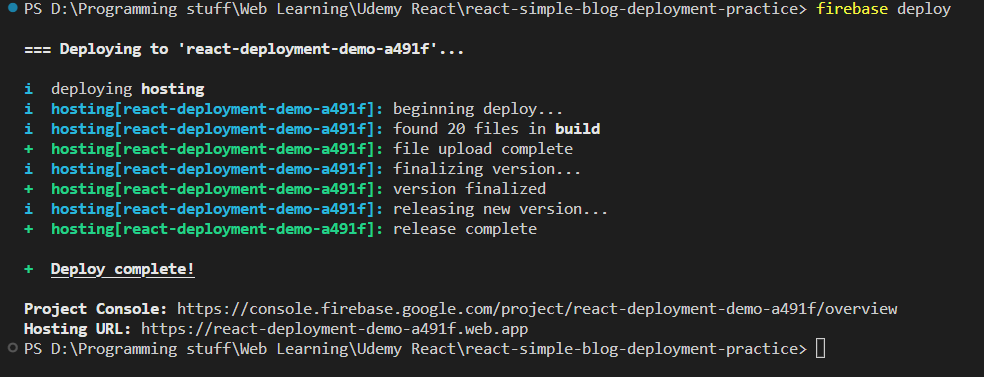 PS D:\Programming stuff\Web Learning\Udemy React\react-simple-blog-deployment-practice> firebase deploy
=== Deploying to 'react-deployment-demo-a491f'...
i  deploying hosting
i  hosting[react-deployment-demo-a491f]: beginning deploy...
i  hosting[react-deployment-demo-a491f]: found 20 files in build
+  hosting[react-deployment-demo-a491f]: file upload complete
i  hosting[react-deployment-demo-a491f]: finalizing version...
+  hosting[react-deployment-demo-a491f]: version finalized
i  hosting[react-deployment-demo-a491f]: releasing new version...
+  hosting[react-deployment-demo-a491f]: release complete
+  Deploy complete!
Project Console: https://console.firebase.google.com/project/react-deployment-demo-a491f/overview
Hosting URL: https://react-deployment-demo-a491f.web.app
PS D:\Programming stuff\Web Learning\Udemy React\react-simple-blog-deployment-practice>